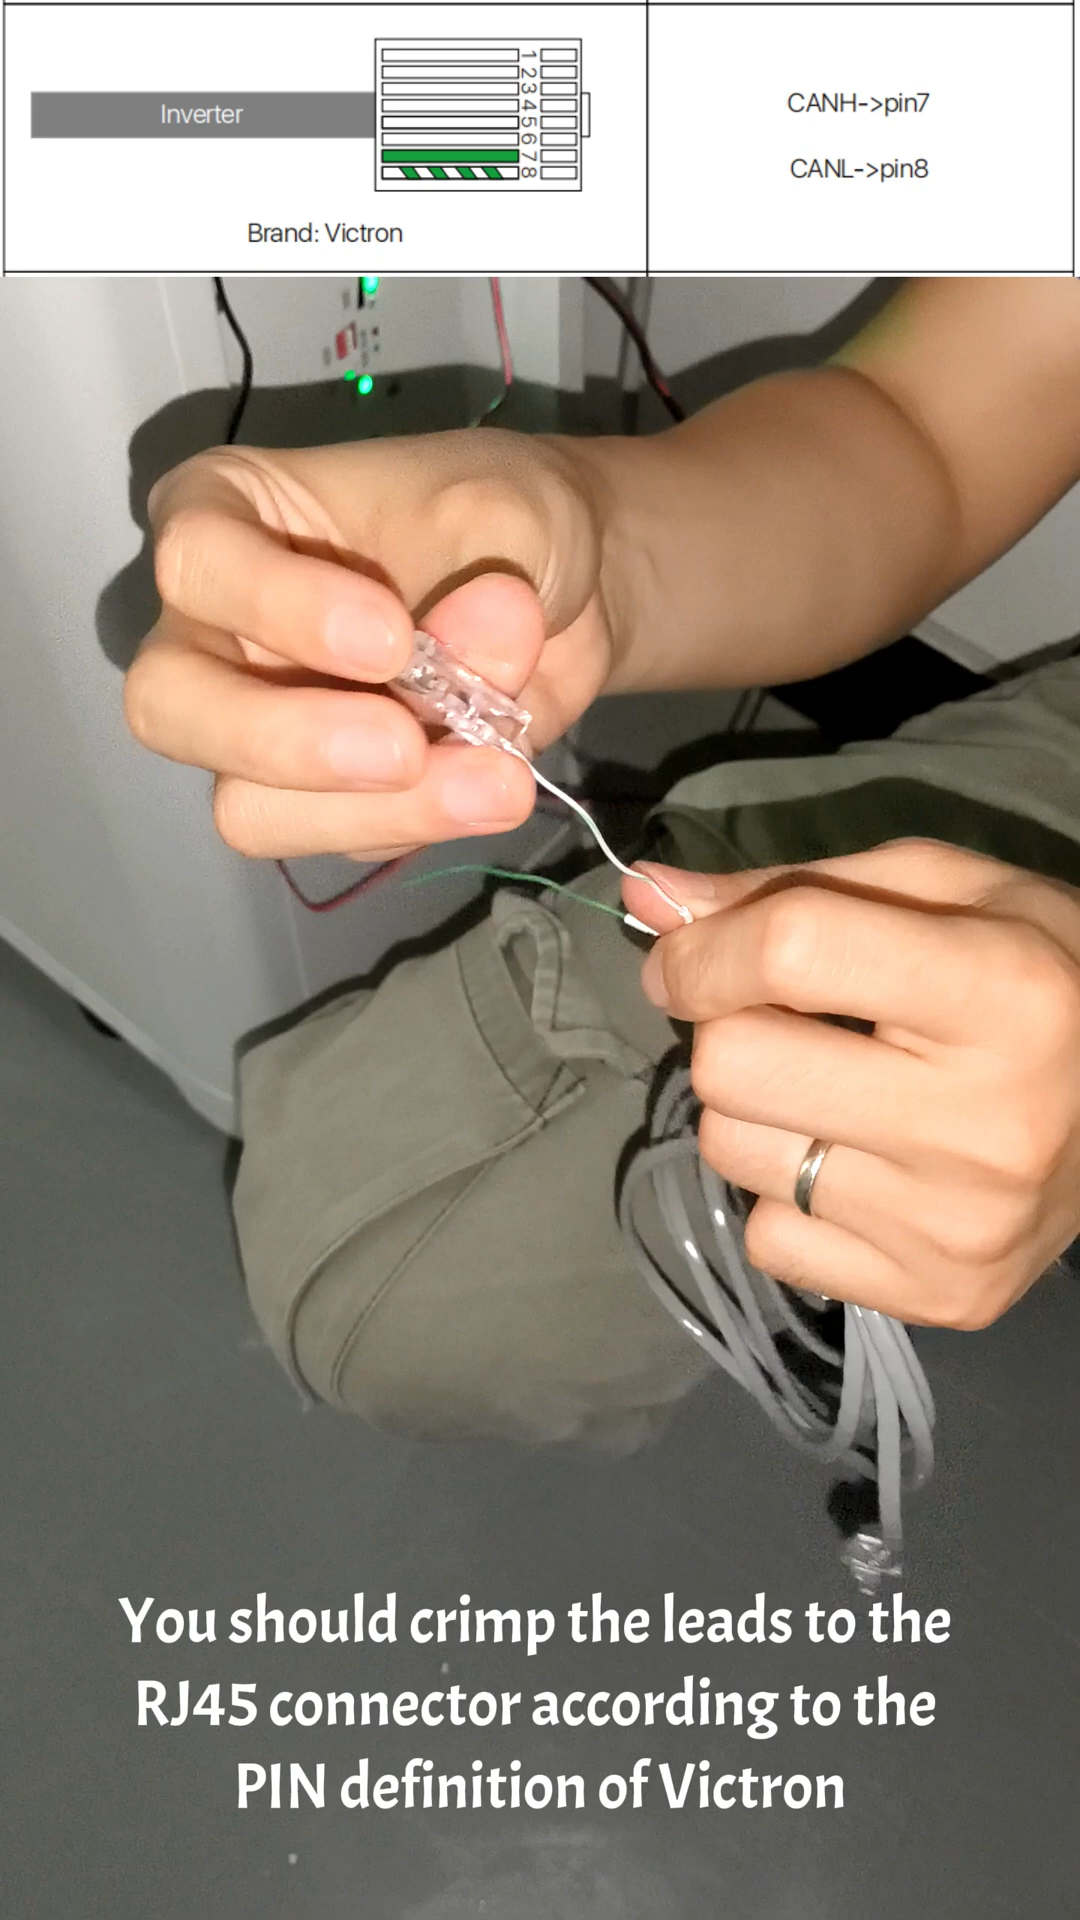 Inverter
1
2
3
4
5
6
7
8
Brand: Victron
CANH->pin7
CANL->pin8
You should crimp the leads to the
RJ45 connector according to the
PIN definition of Victron